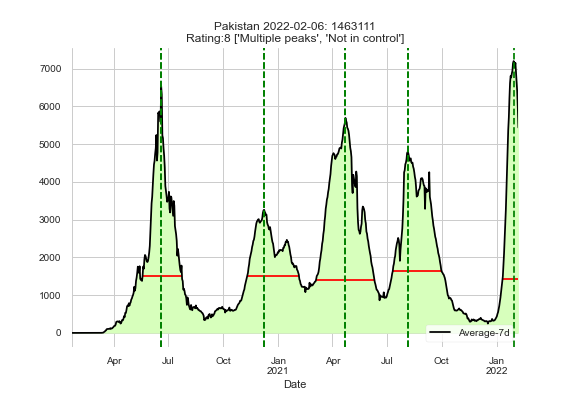 Pakistan 2022-02-06: 1463111
Rating:8 ['Multiple peaks', 'Not in control']
7000
6000
5000
4000
3000
2000
1000
0
Average-7d
Apr Jul Oct Jan Apr Jul Oct Jan
2021 2022
Date